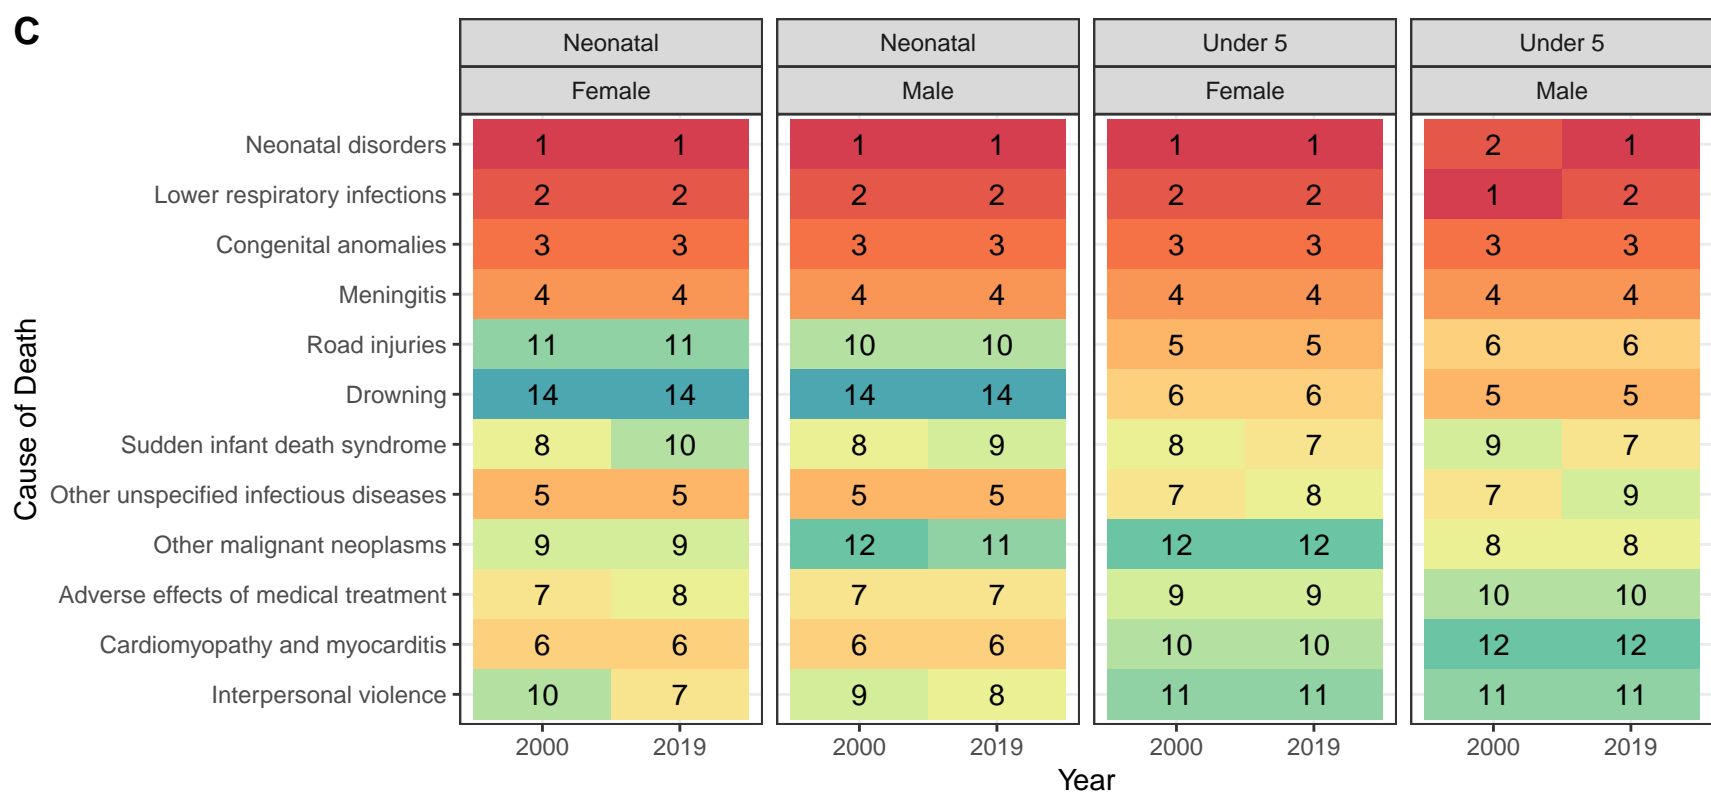 C
Neonatal Neonatal Under 5 Under 5
Female Male Female Male
Cause of Death
Neonatal disorders 1 1 1 1 1 1 2 1
Lower respiratory infections 2 2 2 2 2 2 1 2
Congenital anomalies 3 3 3 3 3 3 3 3
Meningitis 4 4 4 4 4 4 4 4
Road injuries 11 11 10 10 5 5 6 6
Drowning 14 14 14 14 6 6 5 5
Sudden infant death syndrome 8 10 8 9 8 7 9 7
Other unspecified infectious diseases 5 5 5 5 7 8 7 9
Other malignant neoplasms 9 9 12 11 12 12 8 8
Adverse effects of medical treatment 7 8 7 7 9 9 10 10
Cardiomyopathy and myocarditis 6 6 6 6 10 10 12 12
Interpersonal violence 10 7 9 8 11 11 11 11
2000 2019 2000 2019 2000 2019 2000 2019
Year